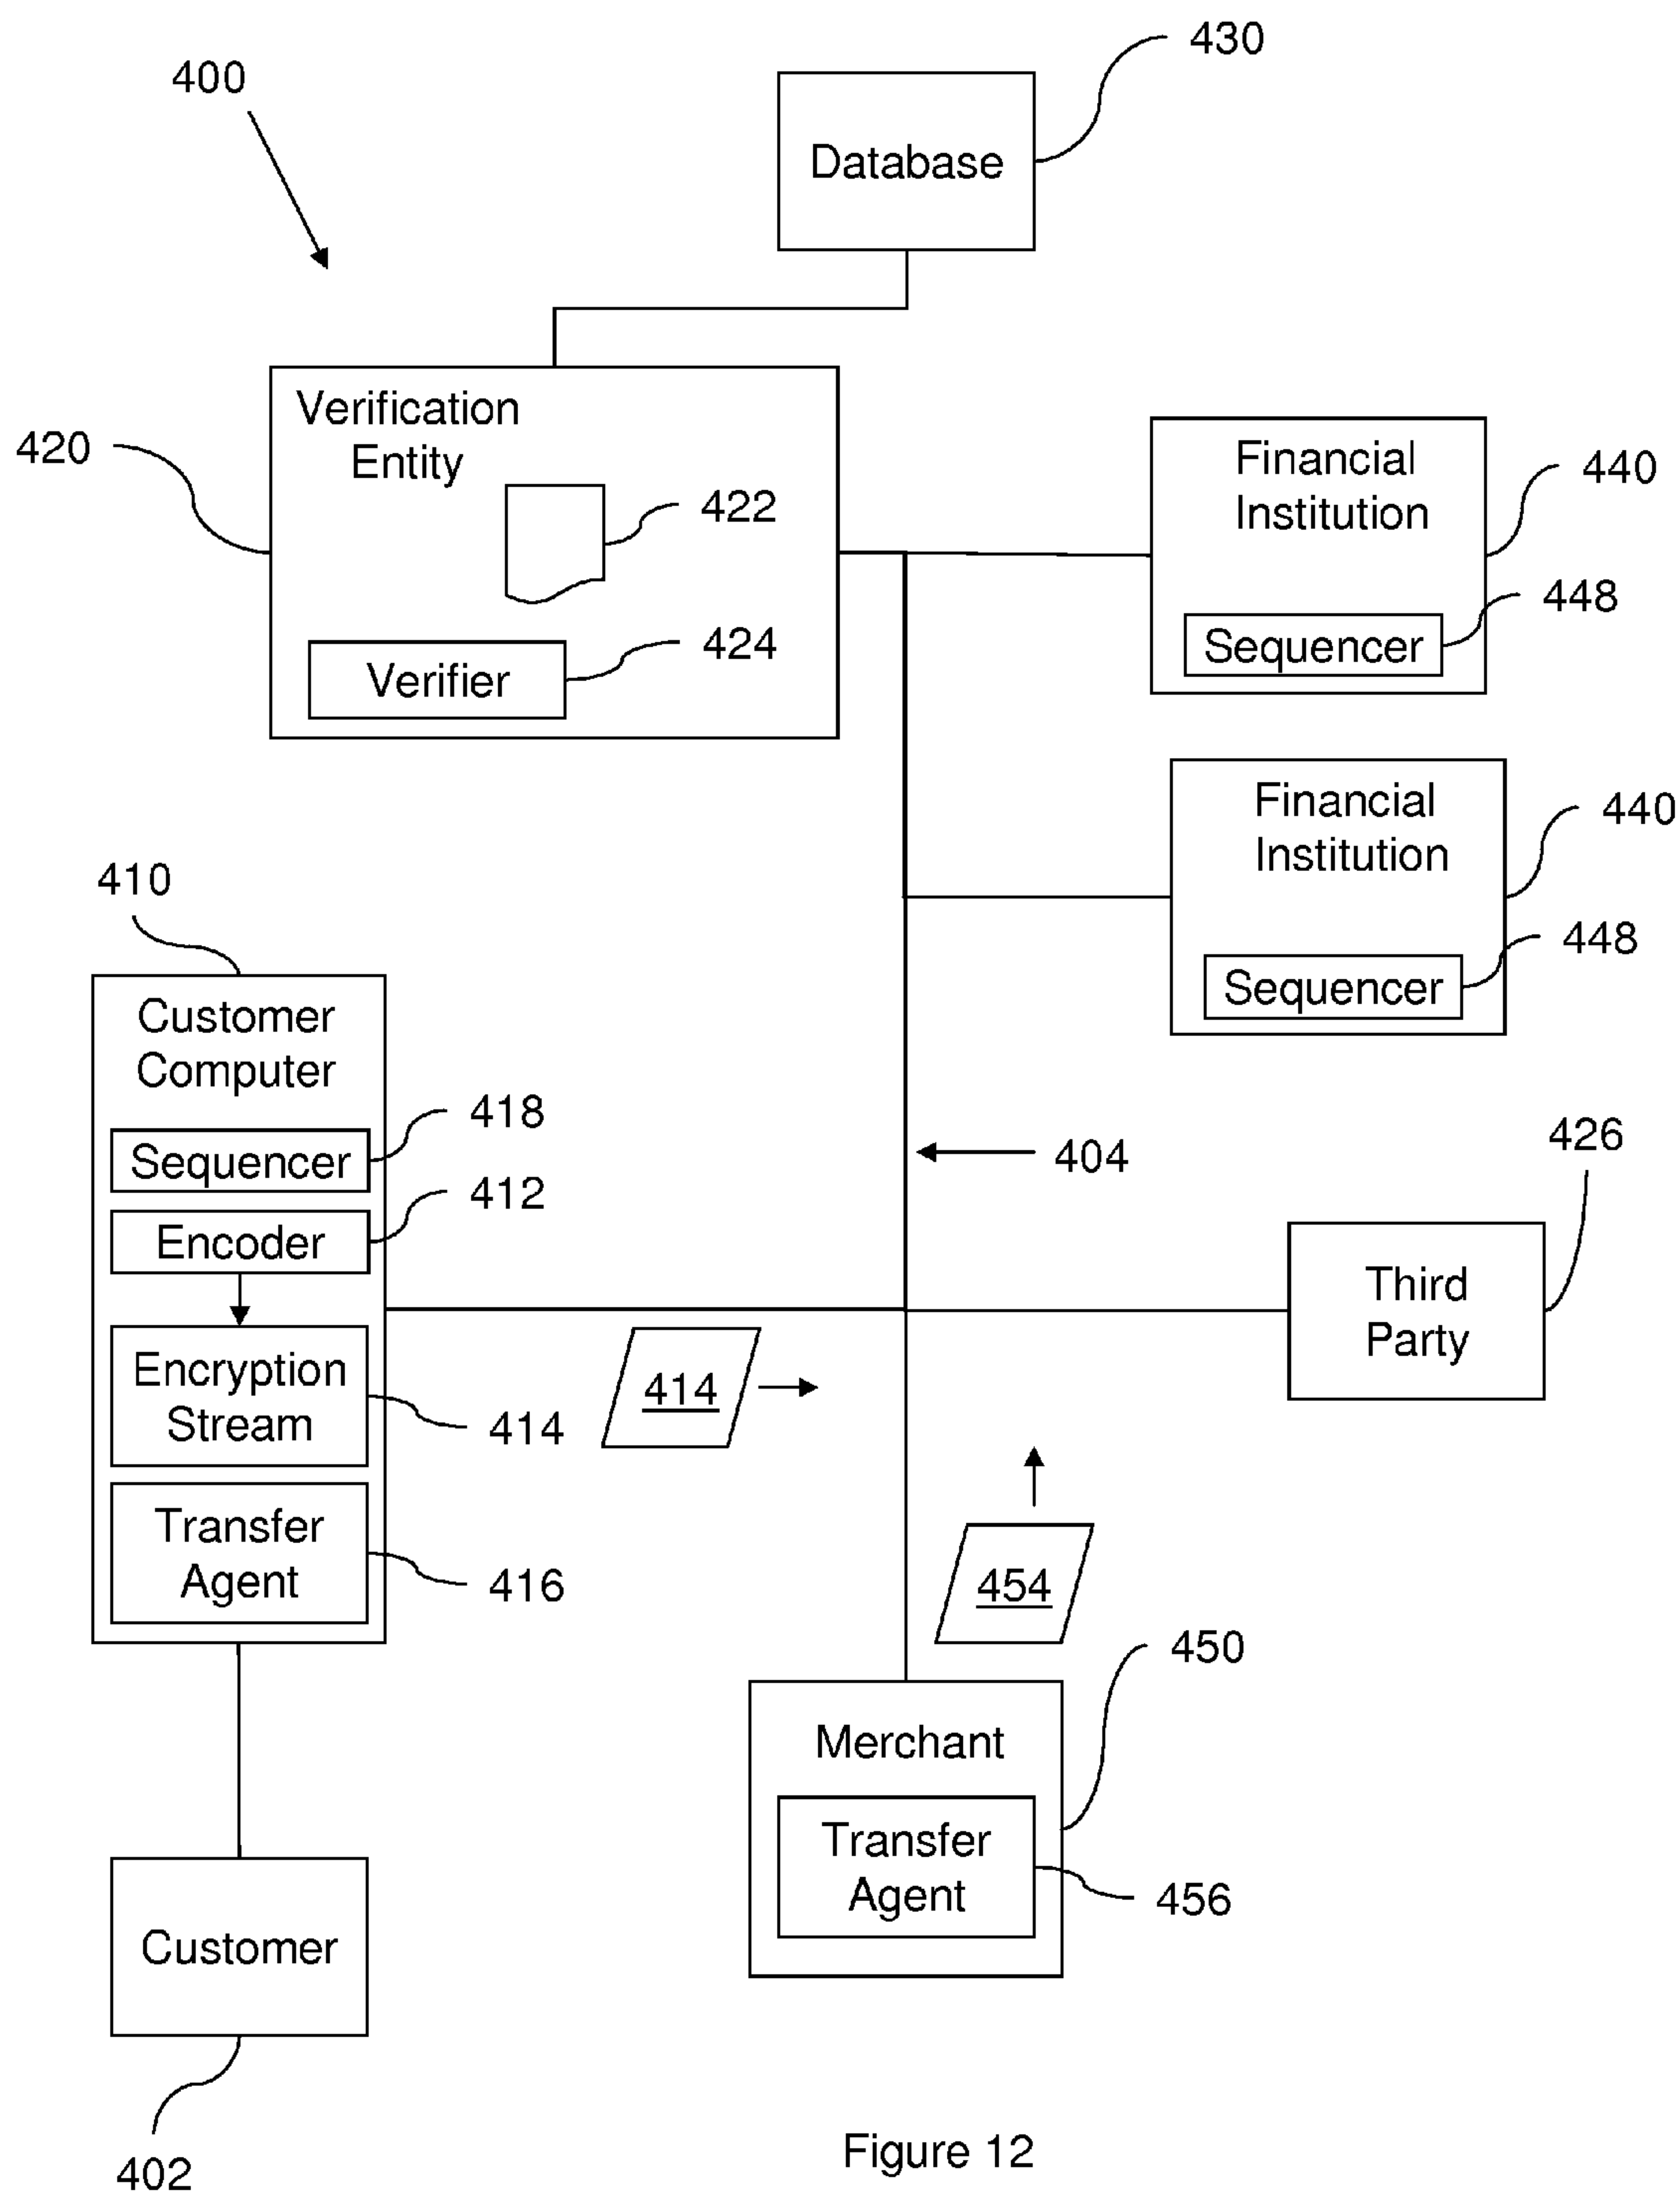 430
400
Database
Verification
Entity
420
422
424
Verifier
Financial
Institution
440
448
Sequencer
Financial
Institution
440
448
Sequencer
410
Customer
Computer
418
Sequencer
412
Encoder
404
426
Third
Party
Encryption
Stream
414
414
Transfer
Agent
416
454
450
Merchant
Transfer
Agent
456
Customer
402
Figure 12